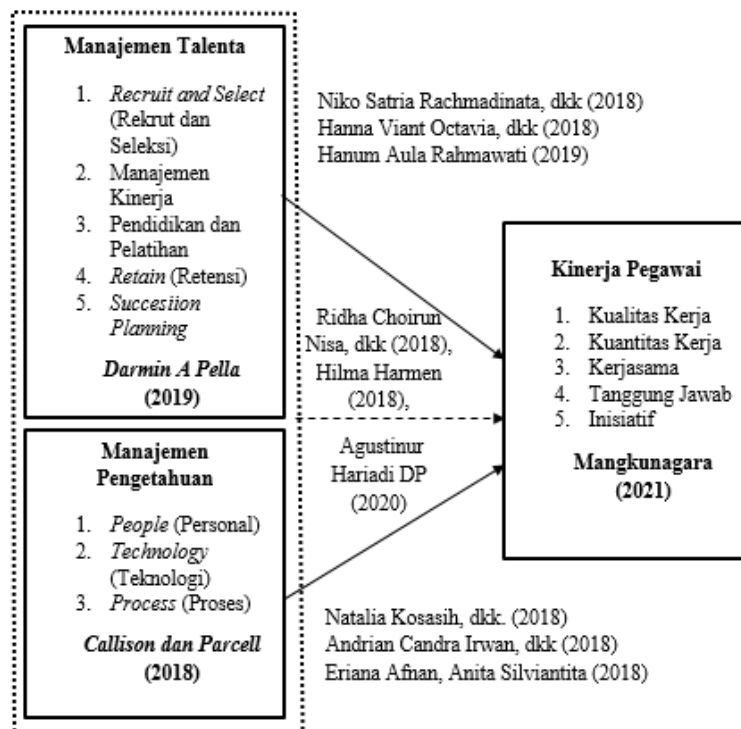 Manajemen Talenta
1. Recruit and Select
(Rekrut dan
Seleksi)
2. Manajemen
Kinerja
3. Pendidikan dan
Pelatihan
4. Retain (Retensi)
5. Succesiion
Planning
Darmin A Pella
(2019)
Niko Satria Rachmadinata, dkk (2018)
Hanna Viant Octavia, dkk (2018)
Hanum Aula Rahmawati (2019)
Ridha Choirun
Nisa, dkk (2018),
Hilma Harmen
(2018),
Agustinur
Hariadi DP
(2020)
Kinerja Pegawai
1. Kualitas Kerja
2. Kuantitas Kerja
3. Kerjasama
4. Tanggung Jawab
5. Inisiatif
Mangkunagara
(2021)
Manajemen
Pengetahuan
1. People (Personal)
2. Technology
(Teknologi)
3. Process (Proses)
Callison dan Parcell
(2018)
Natalia Kosasih, dkk. (2018)
Andrian Candra Irwan, dkk (2018)
Eriana Afnan, Anita Silviantita (2018)